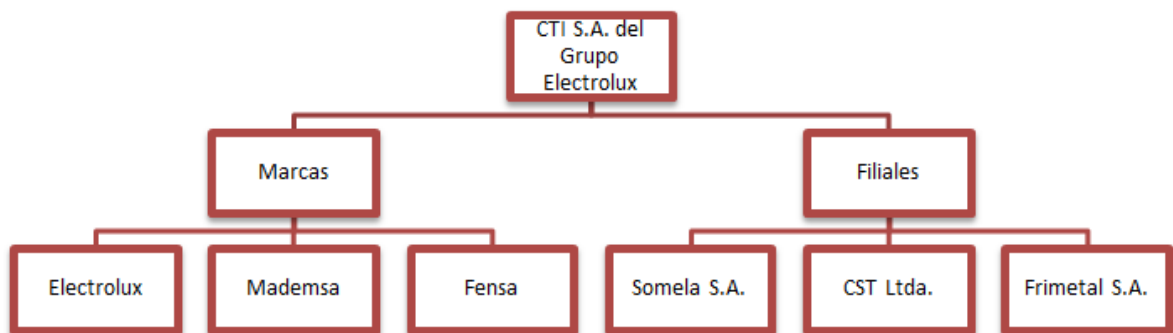 CTI S.A. del
Grupo
Electrolux
Marcas
Filiales
Electrolux
Mademsa
Fensa
Somela S.A.
CST Ltda.
Frimetal S.A.